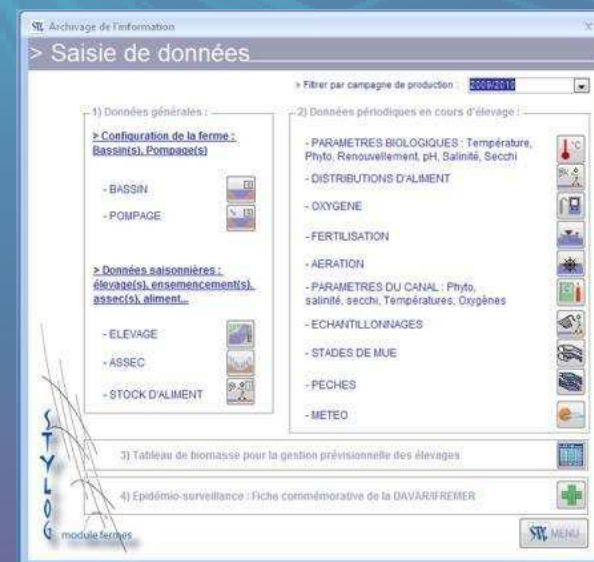 Archivage de l'information
> Saisie de données
> Filtrer par campagne de production : 2009/2010
1) Données générales :
> Configuration de la ferme :
Bassin(s), Pompage(s)
- BASSIN
- POMPAGE
> Données saisonnières :
élevage(s), ensemencement(s),
assec(s), aliment...
- ELEVAGE
- ASSEC
- STOCK D'ALIMENT
2) Données périodiques en cours d'élevage :
- PARAMETRES BIOLOGIQUES : Température,
Phyto, Renouvellement, pH, Salinité, Secchi
- DISTRIBUTIONS D'ALIMENT
- OXYGENE
- FERTILISATION
- AERATION
- PARAMETRES DU CANAL : Phyto,
salinité, secchi, Températures, Oxygènes
- ECHANTILLONNAGES
- STADES DE MUE
- PECHES
- METEO
3) Tableau de biomasse pour la gestion prévisionnelle des élevages
4) Epidémio-surveillance : Fiche commémorative de la DAVAR/IFREMER
STYLOG
module fermes
MENU